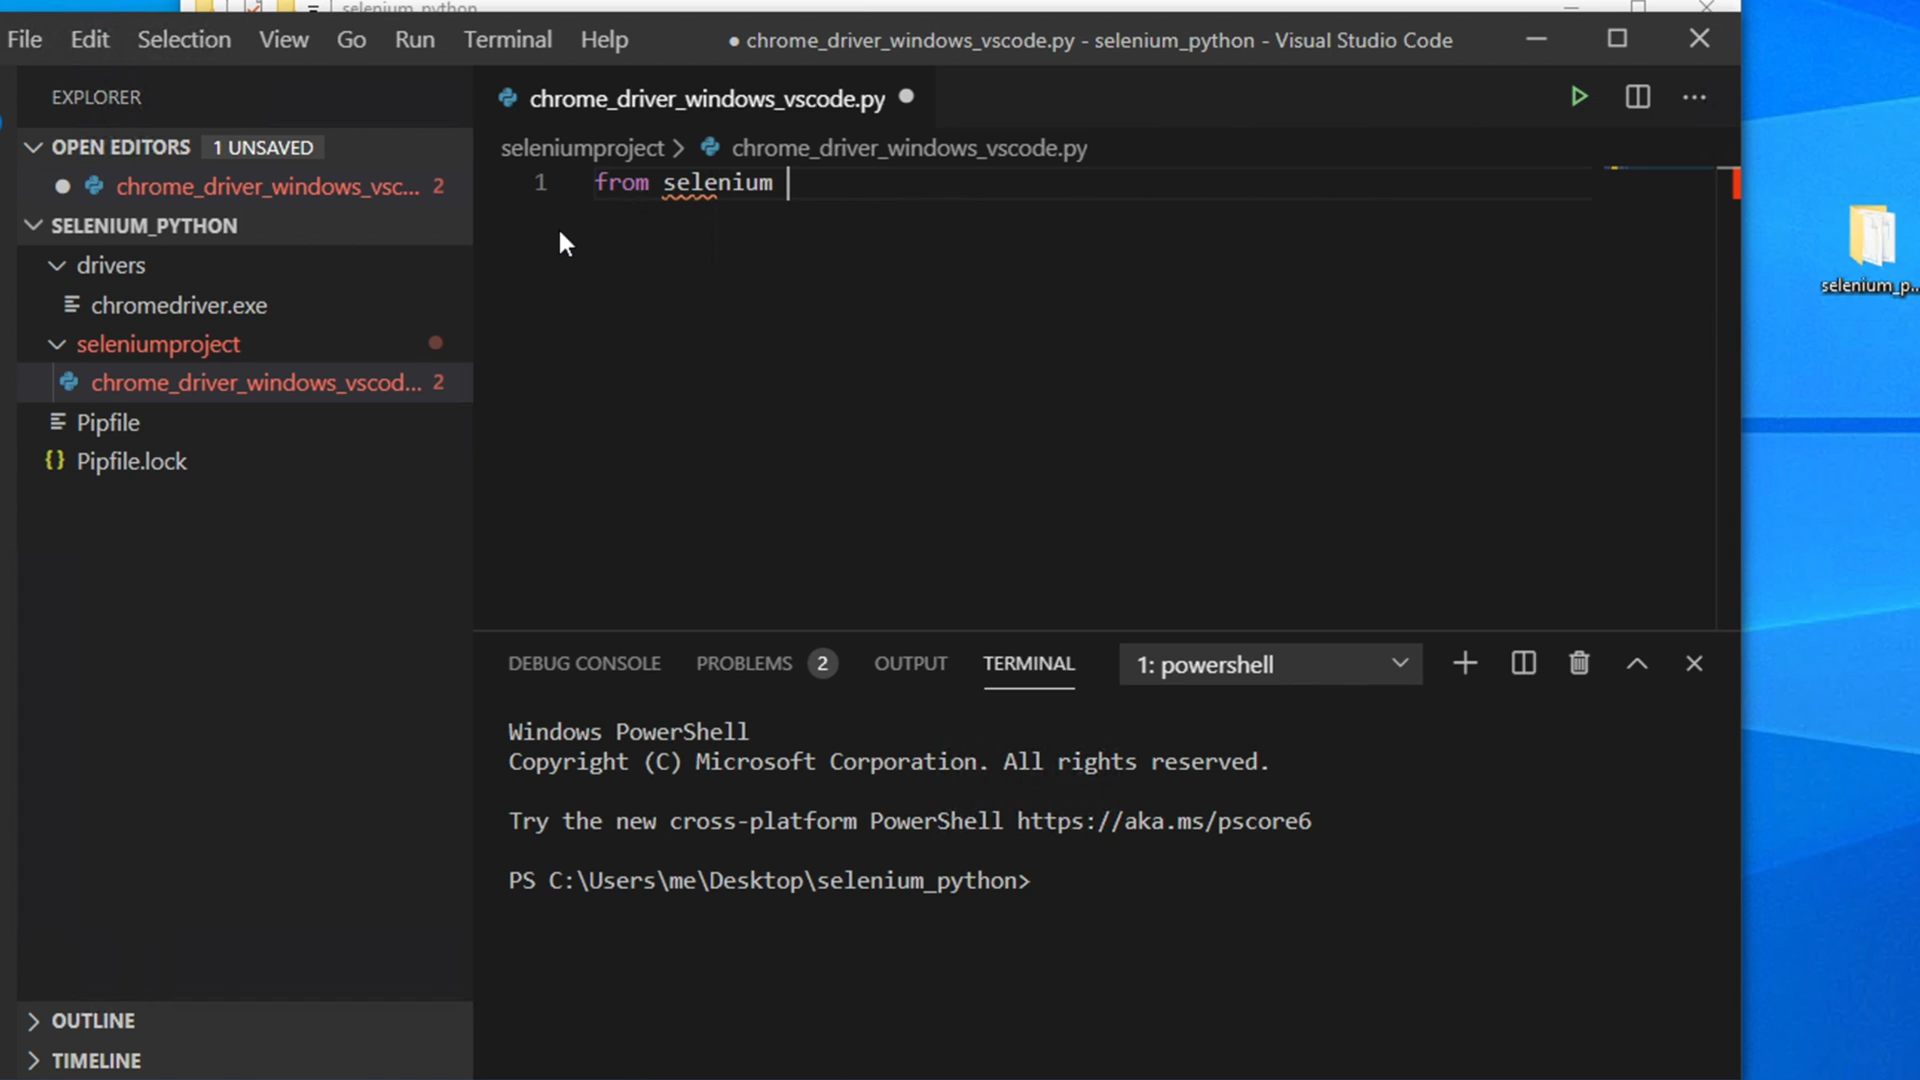 selenium_python
File Edit Selection View Go Run Terminal Help ● chrome_driver_windows_vscode.py - selenium_python - Visual Studio Code
EXPLORER
OPEN EDITORS 1 UNSAVED
chrome_driver_windows_vsc... 2
SELENIUM_PYTHON
drivers
chromedriver.exe
seleniumproject
chrome_driver_windows_vscod... 2
Pipfile
{} Pipfile.lock
OUTLINE
TIMELINE
chrome_driver_windows_vscode.py
seleniumproject > chrome_driver_windows_vscode.py
1 from selenium
DEBUG CONSOLE PROBLEMS 2 OUTPUT TERMINAL 1: powershell
Windows PowerShell
Copyright (C) Microsoft Corporation. All rights reserved.
Try the new cross-platform PowerShell https://aka.ms/pscore6
PS C:\Users\me\Desktop\selenium_python>
selenium_p...